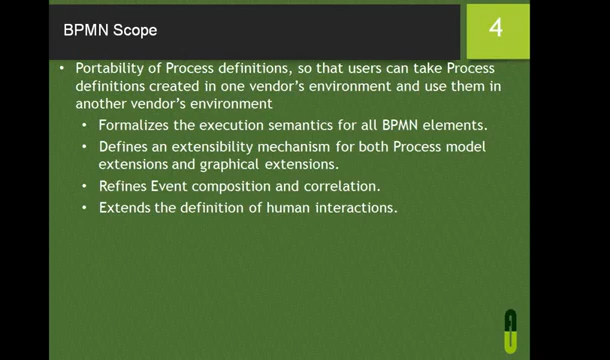 BPMN Scope
4
• Portability of Process definitions, so that users can take Process
definitions created in one vendor's environment and use them in
another vendor's environment
• Formalizes the execution semantics for all BPMN elements.
• Defines an extensibility mechanism for both Process model
extensions and graphical extensions.
• Refines Event composition and correlation.
• Extends the definition of human interactions.